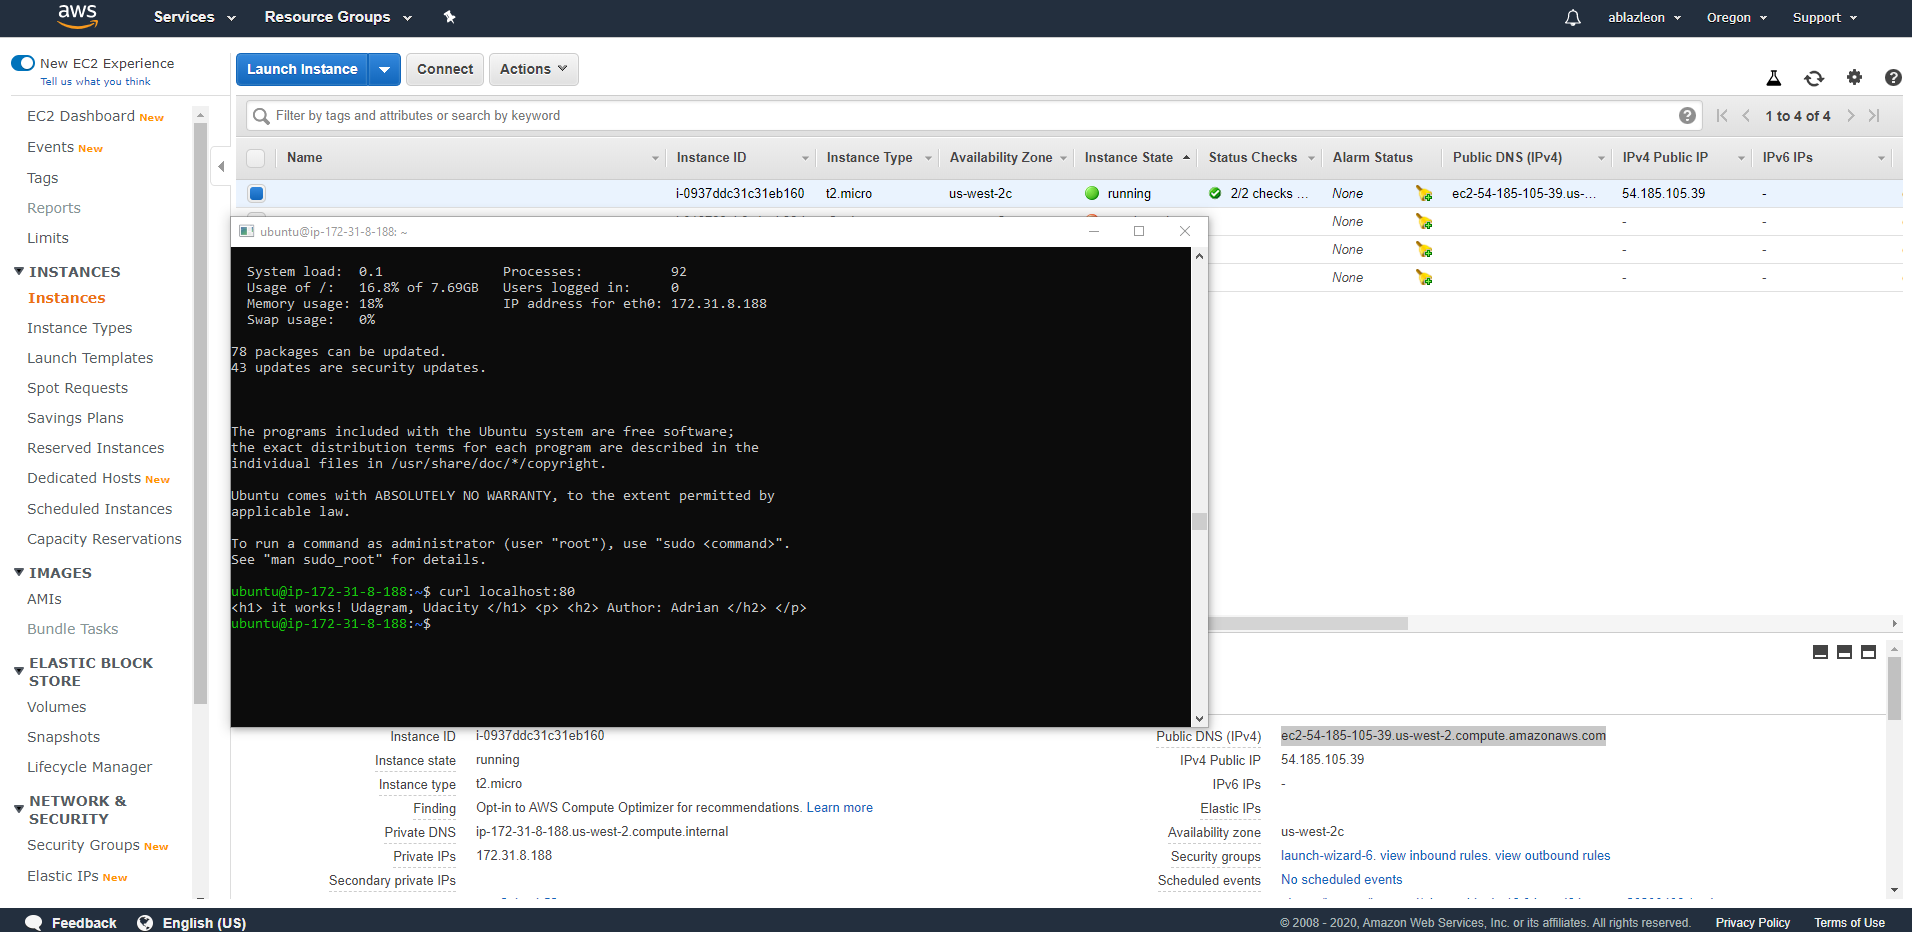 aws Services Resource Groups ablazleon Oregon Support
New EC2 Experience
Tell us what you think
EC2 Dashboard New
Events New
Tags
Reports
Limits
INSTANCES
Instances
Instance Types
Launch Templates
Spot Requests
Savings Plans
Reserved Instances
Dedicated Hosts New
Scheduled Instances
Capacity Reservations
IMAGES
AMIs
Bundle Tasks
ELASTIC BLOCK
STORE
Volumes
Snapshots
Lifecycle Manager
NETWORK &
SECURITY
Security Groups New
Elastic IPs New
Launch Instance Connect Actions
Filter by tags and attributes or search by keyword 1 to 4 of 4
Name Instance ID Instance Type Availability Zone Instance State Status Checks Alarm Status Public DNS (IPv4) IPv4 Public IP IPv6 IPs
i-0937ddc31c31eb160 t2.micro us-west-2c running 2/2 checks ... None ec2-54-185-105-39.us-... 54.185.105.39 -
None - -
None - -
None - -
ubuntu@ip-172-31-8-188: ~
System load: 0.1 Processes: 92
Usage of /: 16.8% of 7.69GB Users logged in: 0
Memory usage: 18% IP address for eth0: 172.31.8.188
Swap usage: 0%
78 packages can be updated.
43 updates are security updates.
The programs included with the Ubuntu system are free software;
the exact distribution terms for each program are described in the
individual files in /usr/share/doc/*/copyright.
Ubuntu comes with ABSOLUTELY NO WARRANTY, to the extent permitted by
applicable law.
To run a command as administrator (user "root"), use "sudo <command>".
See "man sudo_root" for details.
ubuntu@ip-172-31-8-188:~$ curl localhost:80
<h1> it works! Udagram, Udacity </h1> <p> <h2> Author: Adrian </h2> </p>
ubuntu@ip-172-31-8-188:~$
Instance ID i-0937ddc31c31eb160
Instance state running
Instance type t2.micro
Finding Opt-in to AWS Compute Optimizer for recommendations. Learn more
Private DNS ip-172-31-8-188.us-west-2.compute.internal
Private IPs 172.31.8.188
Secondary private IPs
Public DNS (IPv4) ec2-54-185-105-39.us-west-2.compute.amazonaws.com
IPv4 Public IP 54.185.105.39
IPv6 IPs -
Elastic IPs
Availability zone us-west-2c
Security groups launch-wizard-6. view inbound rules. view outbound rules
Scheduled events No scheduled events
Feedback English (US) © 2008 - 2020, Amazon Web Services, Inc. or its affiliates. All rights reserved. Privacy Policy Terms of Use